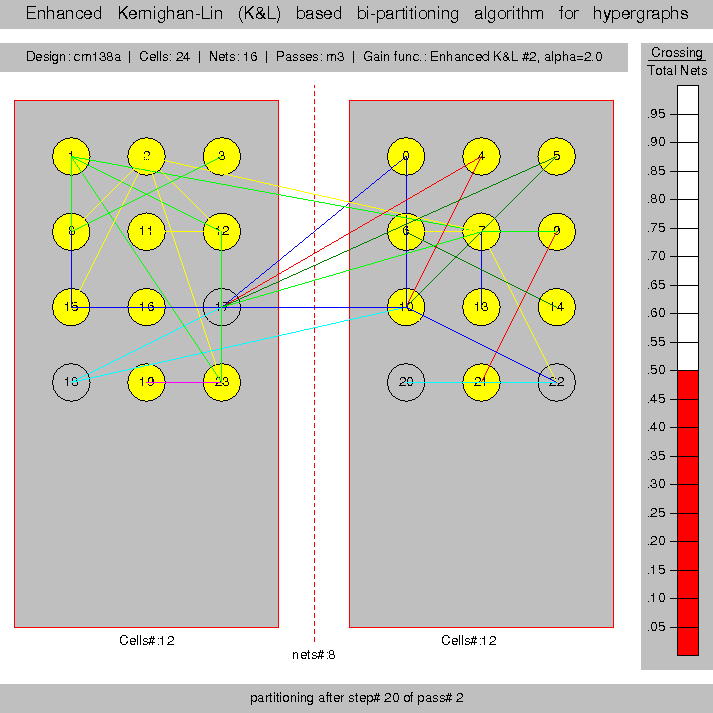 Enhanced Kernighan-Lin (K&L) based bi-partitioning algorithm for hypergraphs
Design: cm138a | Cells: 24 | Nets: 16 | Passes: m3 | Gain func.: Enhanced K&L #2, alpha=2.0
Crossing
Total Nets
.95
.90
.85
.80
.75
.70
.65
.60
.55
.50
.45
.40
.35
.30
.25
.20
.15
.10
.05
1 2 3 0 4 5
8 11 12 6 7 9
15 16 17 10 13 14
18 19 23 20 21 22
Cells#:12 Cells#:12
nets#:8
partitioning after step# 20 of pass# 2